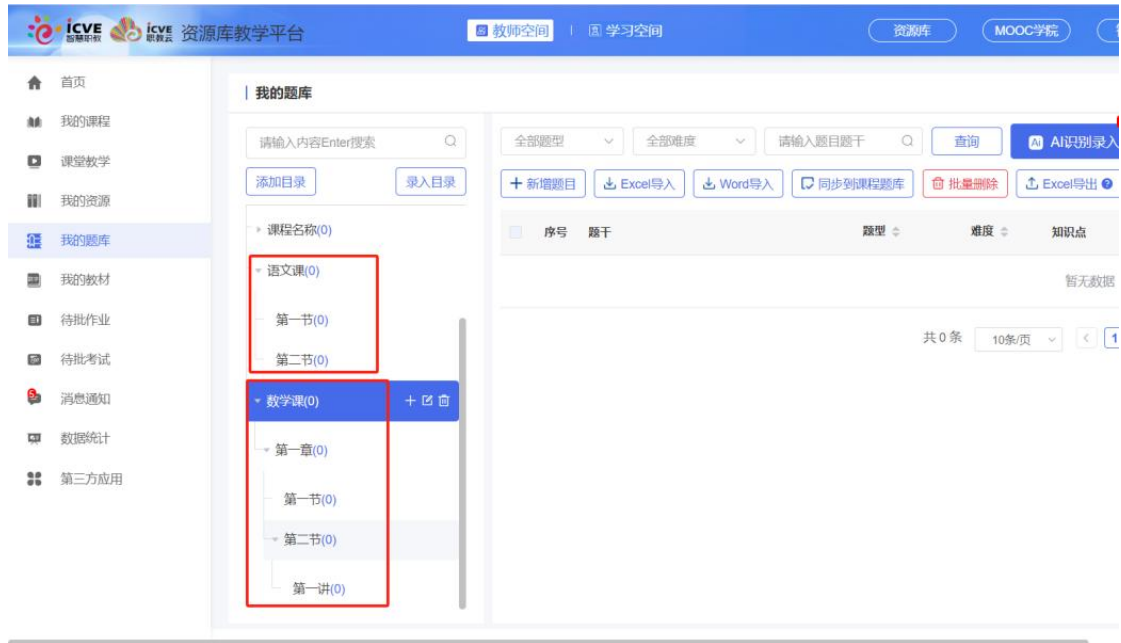 icve 智慧职教 icve 职教云 资源库教学平台 教师空间 学习空间 资源库 MOOC学院
首页
我的课程
课堂教学
我的资源
我的题库
我的教材
待批作业
待批考试
5
消息通知
数据统计
第三方应用
我的题库
请输入内容Enter搜索
添加目录 录入目录
课程名称(0)
语文课(0)
第一节(0)
第二节(0)
数学课(0)
第一章(0)
第一节(0)
第二节(0)
第一讲(0)
全部题型 全部难度 请输入题目题干 查询 AI AI识别录入
新增题目 Excel导入 Word导入 同步到课程题库 批量删除 Excel导出
序号 题干 题型 难度 知识点
暂无数据
共 0 条 10条/页 1